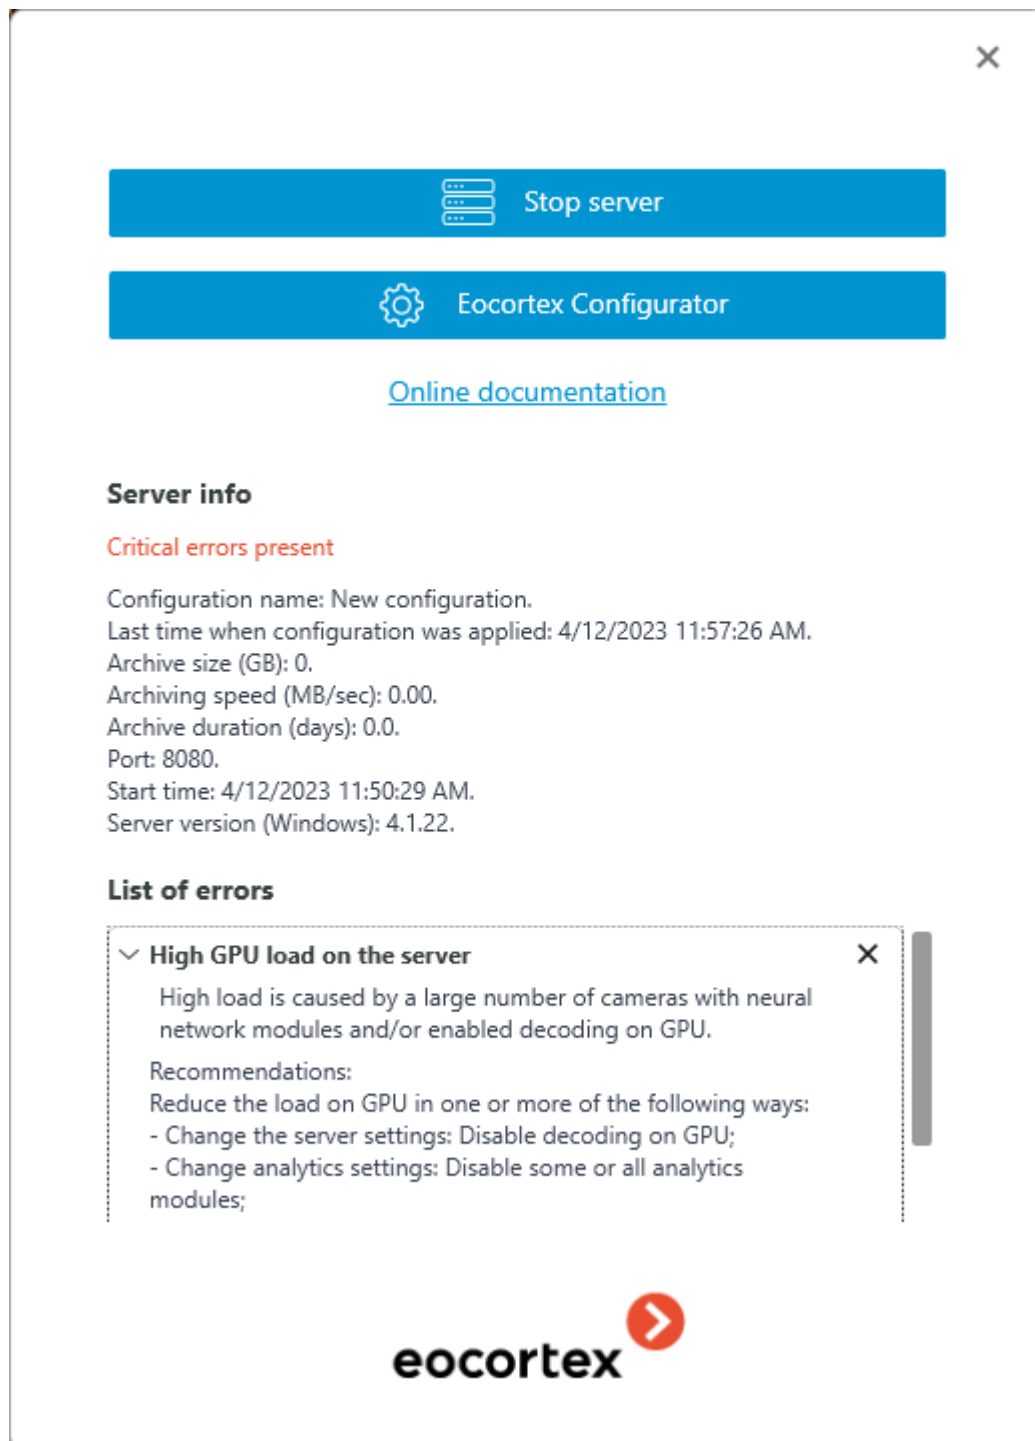 Stop server
Eocortex Configurator
Online documentation
Server info
Critical errors present
Configuration name: New configuration.
Last time when configuration was applied: 4/12/2023 11:57:26 AM.
Archive size (GB): 0.
Archiving speed (MB/sec): 0.00.
Archive duration (days): 0.0.
Port: 8080.
Start time: 4/12/2023 11:50:29 AM.
Server version (Windows): 4.1.22.
List of errors
High GPU load on the server
High load is caused by a large number of cameras with neural
network modules and/or enabled decoding on GPU.
Recommendations:
Reduce the load on GPU in one or more of the following ways:
- Change the server settings: Disable decoding on GPU;
- Change analytics settings: Disable some or all analytics
modules;
eocortex